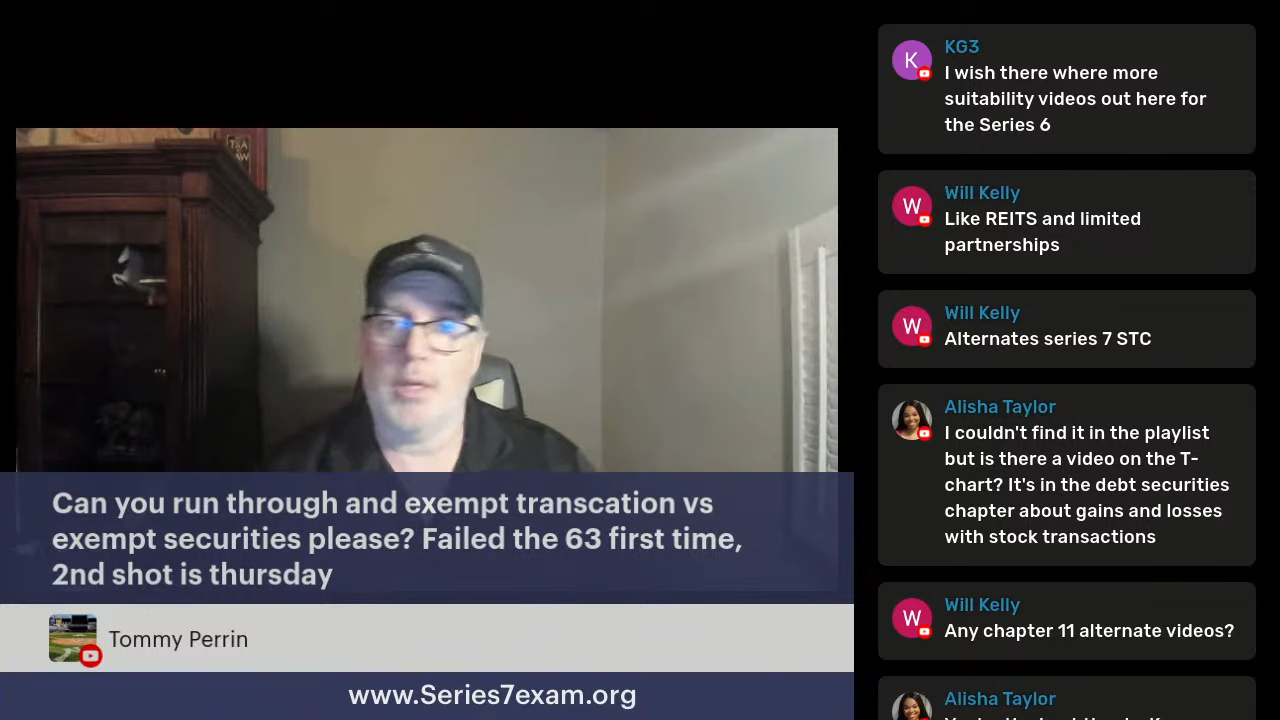 KG3
I wish there where more
suitability videos out here for
the Series 6
Will Kelly
Like REITS and limited
partnerships
Will Kelly
Alternates series 7 STC
Alisha Taylor
I couldn't find it in the playlist
but is there a video on the T-
chart? It's in the debt securities
chapter about gains and losses
with stock transactions
Will Kelly
Any chapter 11 alternate videos?
Alisha Taylor
Can you run through and exempt transcation vs
exempt securities please? Failed the 63 first time,
2nd shot is thursday
Tommy Perrin
www.Series7exam.org
K
W
W
W